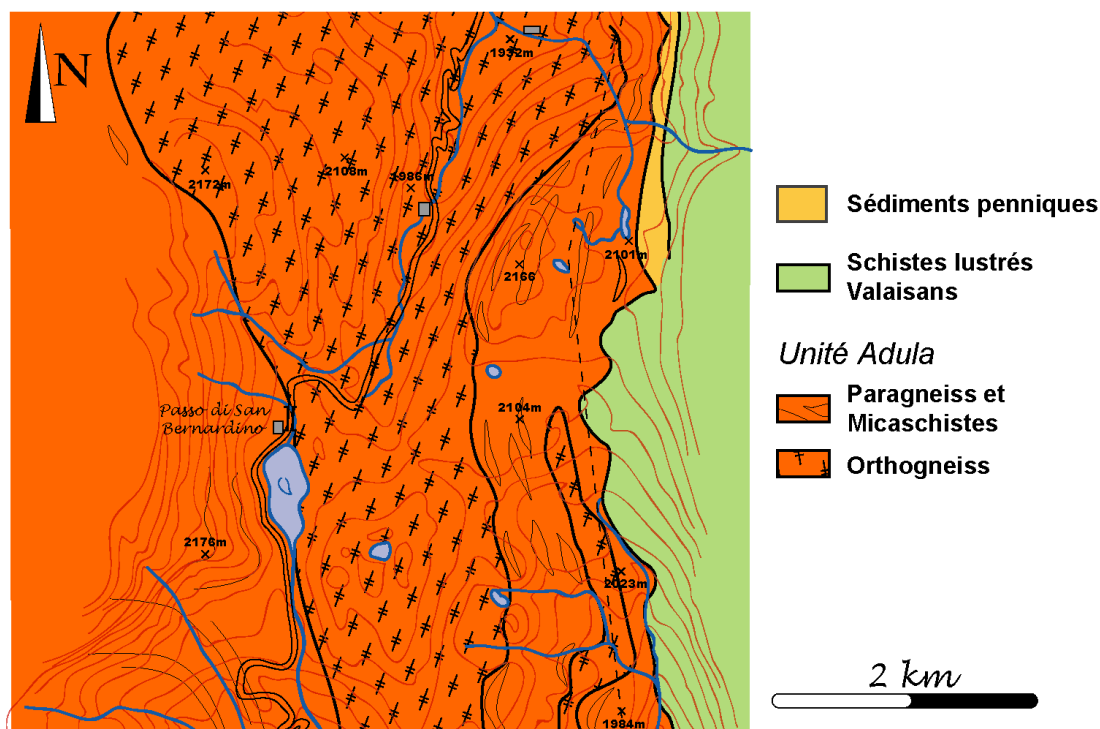 N
1932m
2172m
2108m
1986m
2101m
2166
Passo di San
Bernardino
2104m
2176m
2023m
1984m
Sédiments penniques
Schistes lustrés
Valaisans
Unité Adula
Paragneiss et
Micaschistes
Orthogneiss
2 km